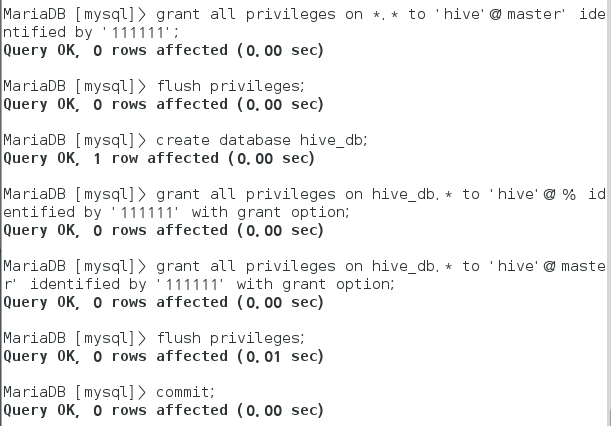 MariaDB [mysql]> grant all privileges on *.* to 'hive'@'master' ide
ntified by '111111';
Query OK, 0 rows affected (0.00 sec)
MariaDB [mysql]> flush privileges;
Query OK, 0 rows affected (0.00 sec)
MariaDB [mysql]> create database hive_db;
Query OK, 1 row affected (0.00 sec)
MariaDB [mysql]> grant all privileges on hive_db.* to 'hive'@'%' id
entified by '111111' with grant option;
Query OK, 0 rows affected (0.00 sec)
MariaDB [mysql]> grant all privileges on hive_db.* to 'hive'@'maste
r' identified by '111111' with grant option;
Query OK, 0 rows affected (0.00 sec)
MariaDB [mysql]> flush privileges;
Query OK, 0 rows affected (0.01 sec)
MariaDB [mysql]> commit;
Query OK, 0 rows affected (0.00 sec)